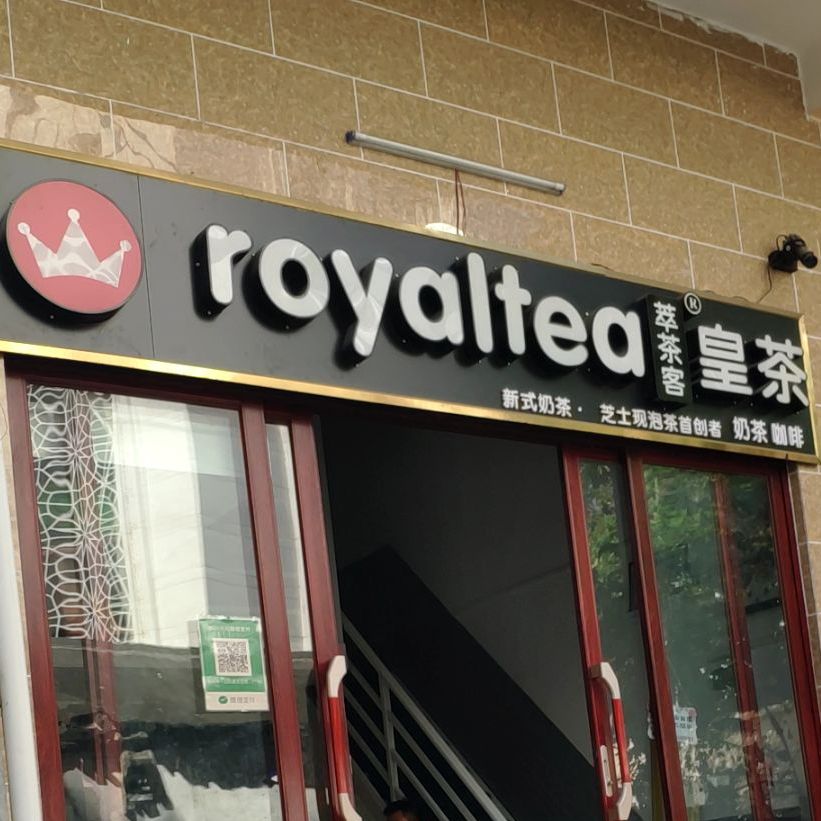 royaltea
萃茶客
®
皇茶
新式奶茶· 芝士现泡茶首创者 奶茶 咖啡